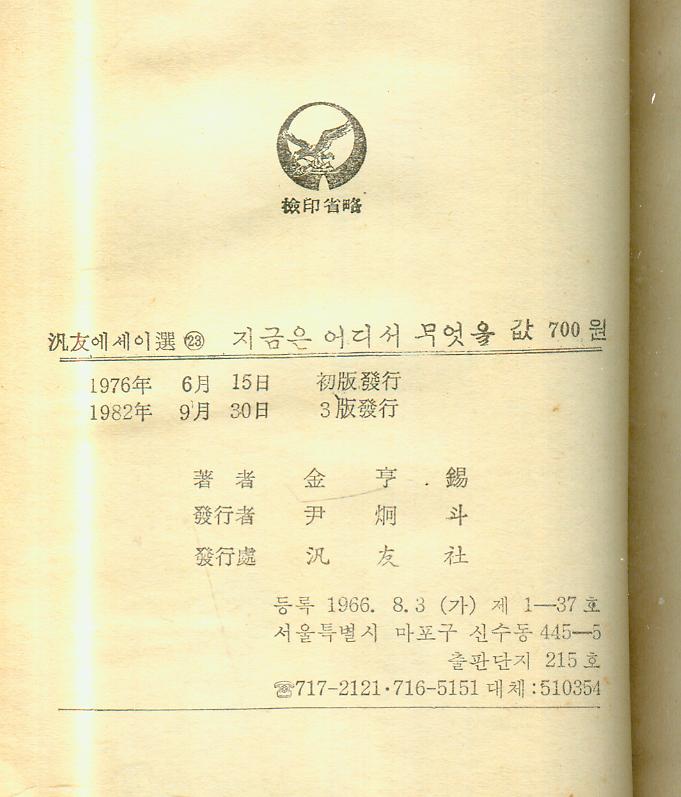 檢印省略
汎友에세이選 ㉓ 지금은 어디서 무엇을 값 700원
1976年 6月 15日 初版發行
1982年 9月 30日 3版發行
著者 金亨錫
發行者 尹炯斗
發行處 汎友社
등록 1966. 8.3 (가) 제 1—37호
서울특별시 마포구 신수동 445—5
출판단지 215호
☏717-2121·716-5151 대체:510354